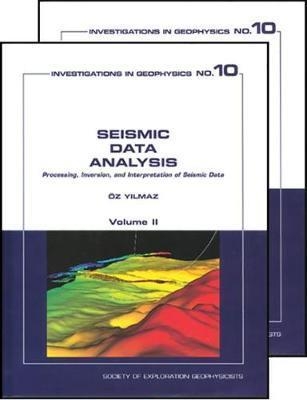 INVESTIGATIONS IN GEOPHYSICS NO.10
INVESTIGATIONS IN GEOPHYSICS NO.10
SEISMIC
DATA
ANALYSIS
Processing, Inversion, and Interpretation of Seismic Data
ÖZ YILMAZ
Volume II
SOCIETY OF EXPLORATION GEOPHYSICISTS